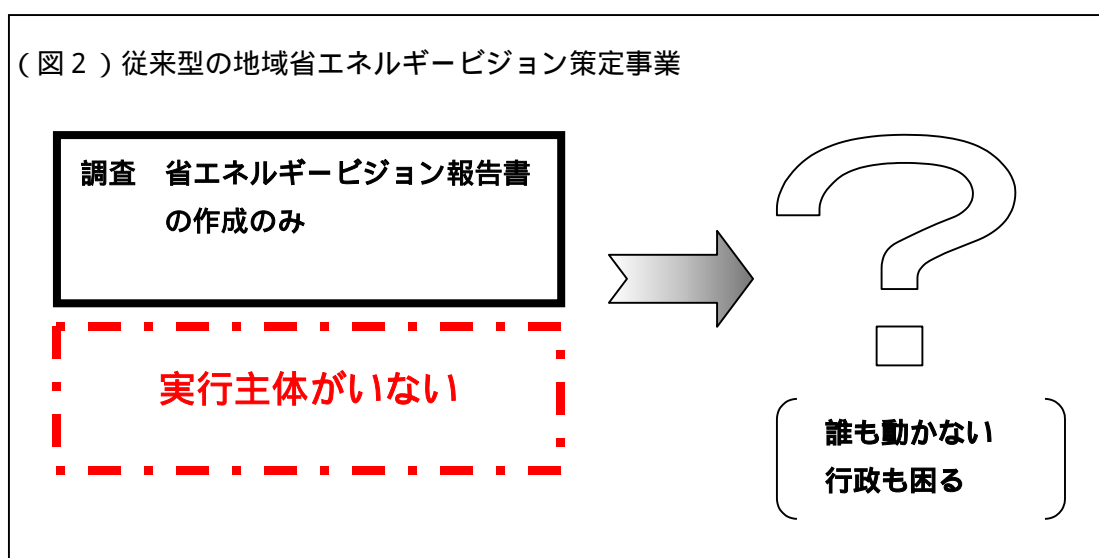 （図２）従来型の地域省エネルギービジョン策定事業
調査　省エネルギービジョン報告書
の作成のみ
実行主体がいない
？
誰も動かない
行政も困る